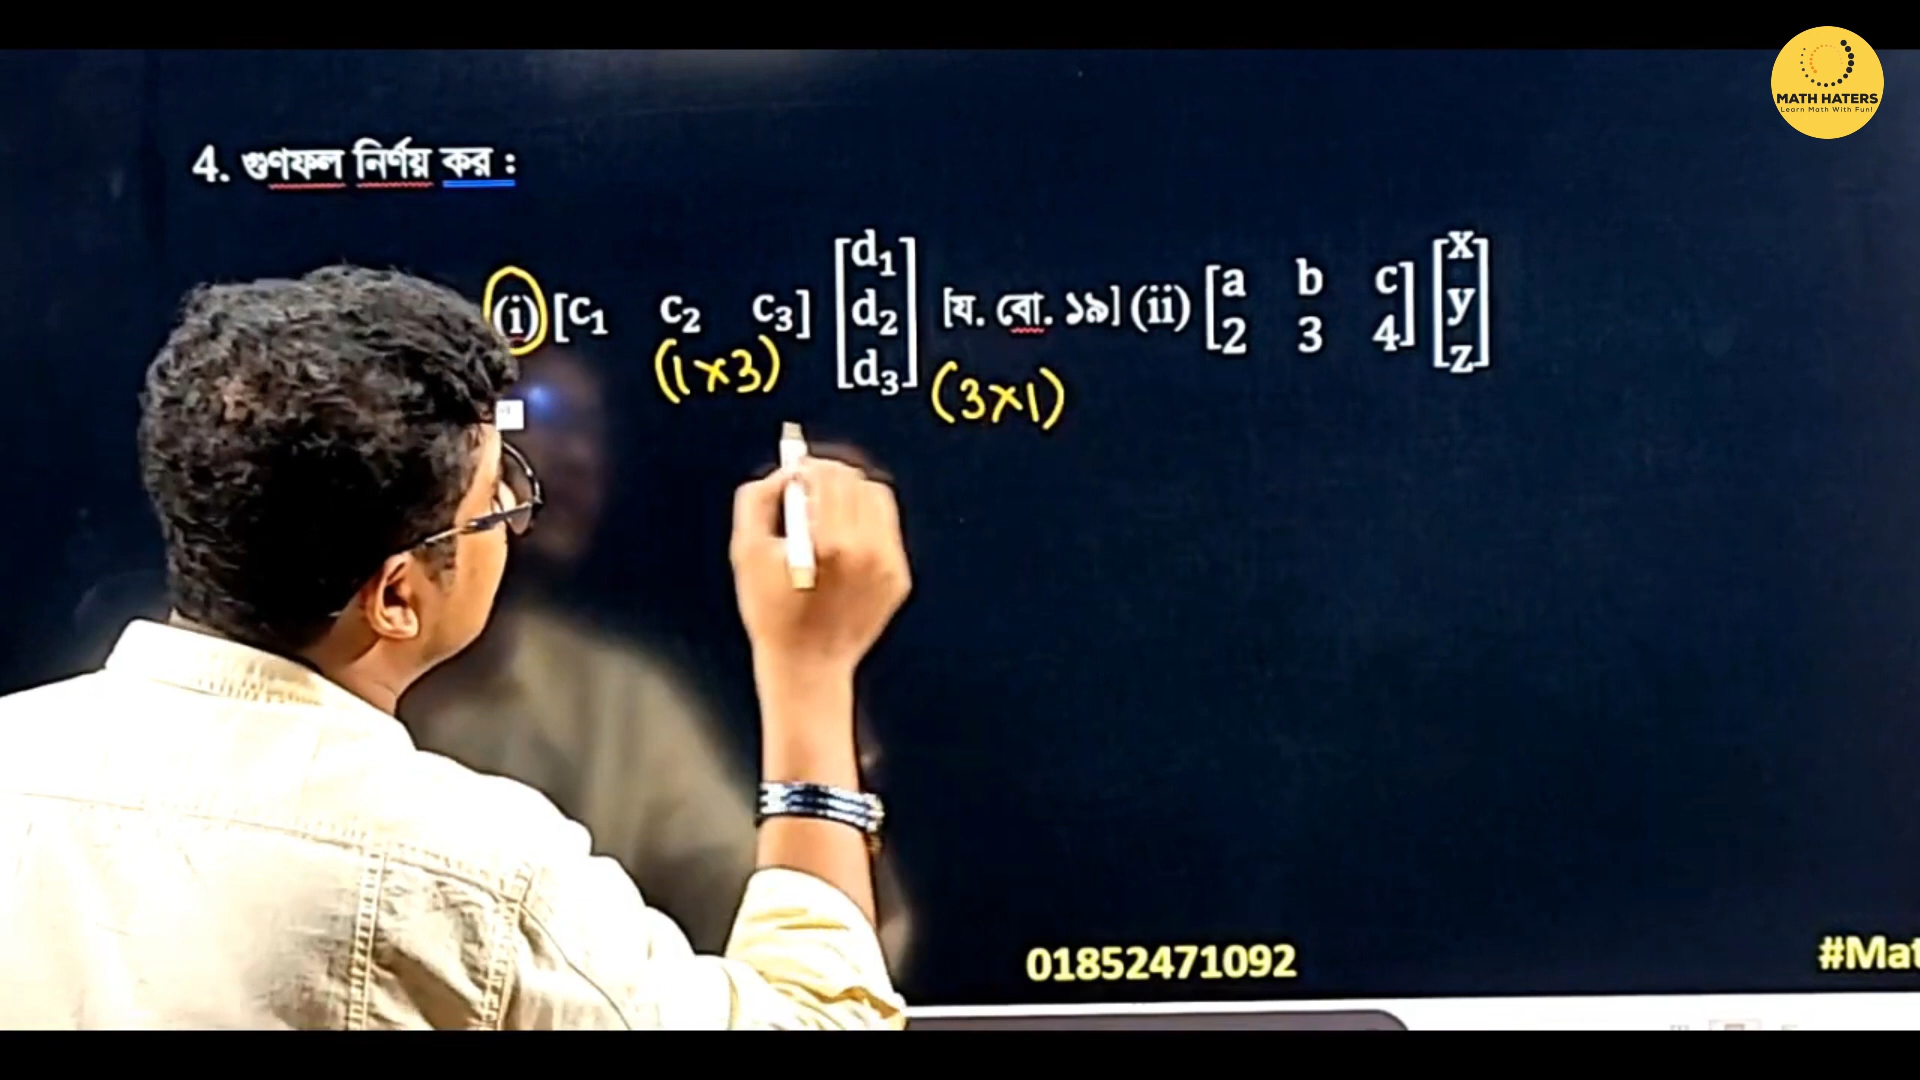 MATH HATERS
Learn Math With Fun!
4. গুণফল নির্ণয় কর :
(i) [c₁ c₂ c₃] [d₁ d₂ d₃] [য. বো. ১৯] (ii) [a b c 2 3 4] [x y z]
(1×3) (3×1)
01852471092
#Mat